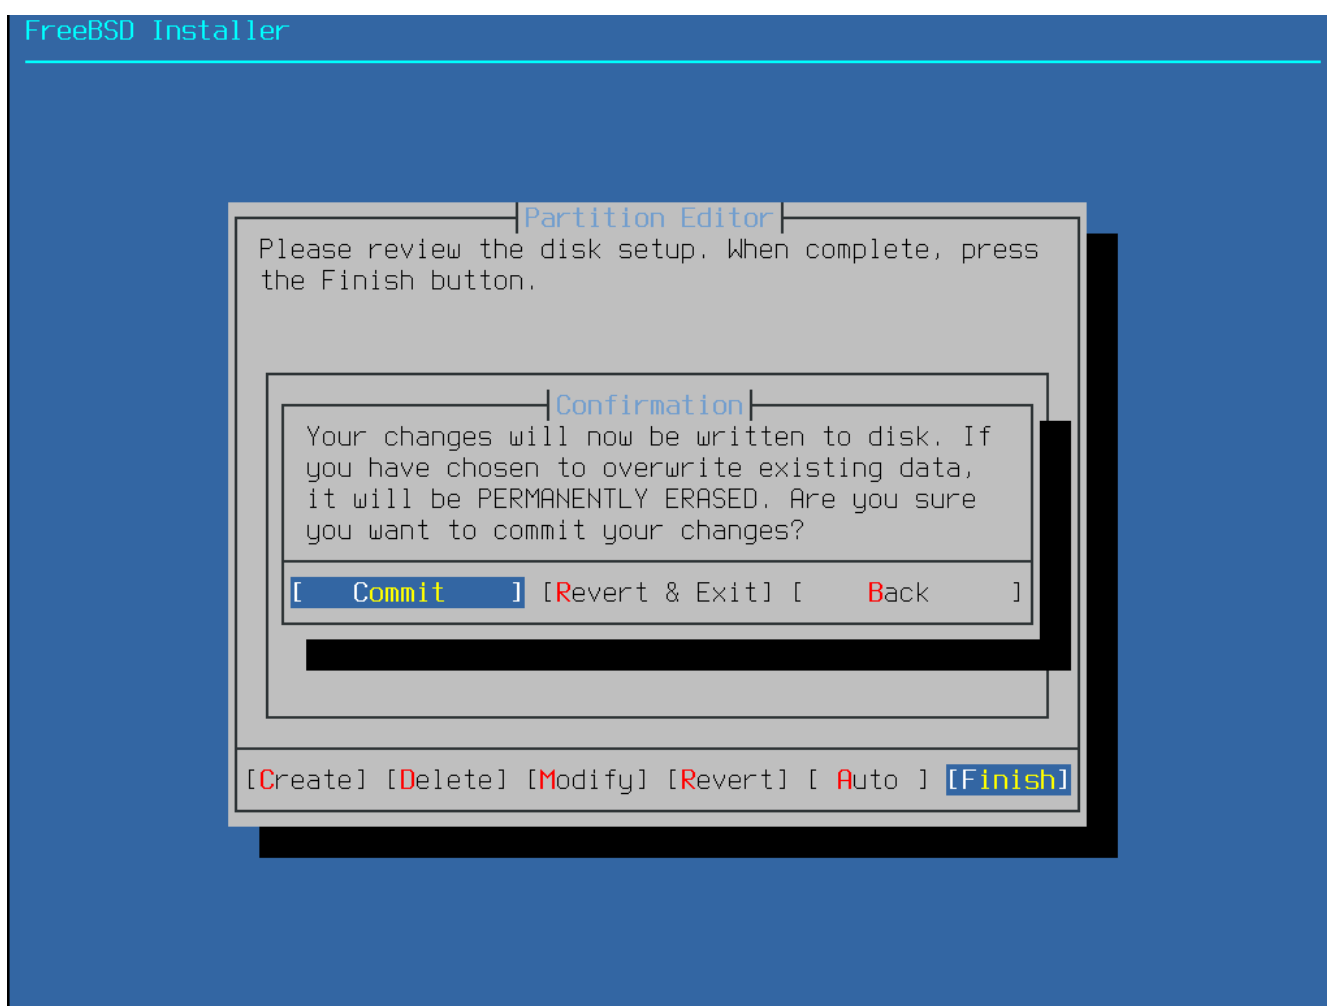 FreeBSD Installer
Partition Editor
Please review the disk setup. When complete, press
the Finish button.
Confirmation
Your changes will now be written to disk. If
you have chosen to overwrite existing data,
it will be PERMANENTLY ERASED. Are you sure
you want to commit your changes?
[ Commit ] [Revert & Exit] [ Back ]
[Create] [Delete] [Modify] [Revert] [ Auto ] [Finish]